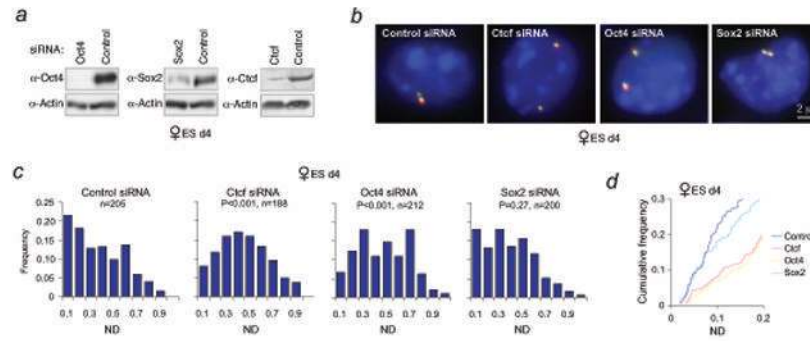 a
siRNA:
Oct4
Control
α-Oct4
α-Actin
Sox2
Control
α-Sox2
α-Actin
Ctcf
Control
α-Ctcf
α-Actin
♀ES d4
b
Control siRNA
Ctcf siRNA
Oct4 siRNA
Sox2 siRNA
♀ES d4
c
♀ES d4
Control siRNA
n=205
Ctcf siRNA
P<0.001, n=188
Oct4 siRNA
P<0.001, n=212
Sox2 siRNA
P=0.27, n=200
Frequency
0.25
0.20
0.15
0.10
0.05
0
0.1 0.3 0.5 0.7 0.9
ND
0.1 0.3 0.5 0.7 0.9
ND
0.1 0.3 0.5 0.7 0.9
ND
0.1 0.3 0.5 0.7 0.9
ND
d
♀ES d4
Cumulative frequency
0.3
0.2
0.1
0
0 0.1 0.2
ND
Ctcf
Oct4
Sox2